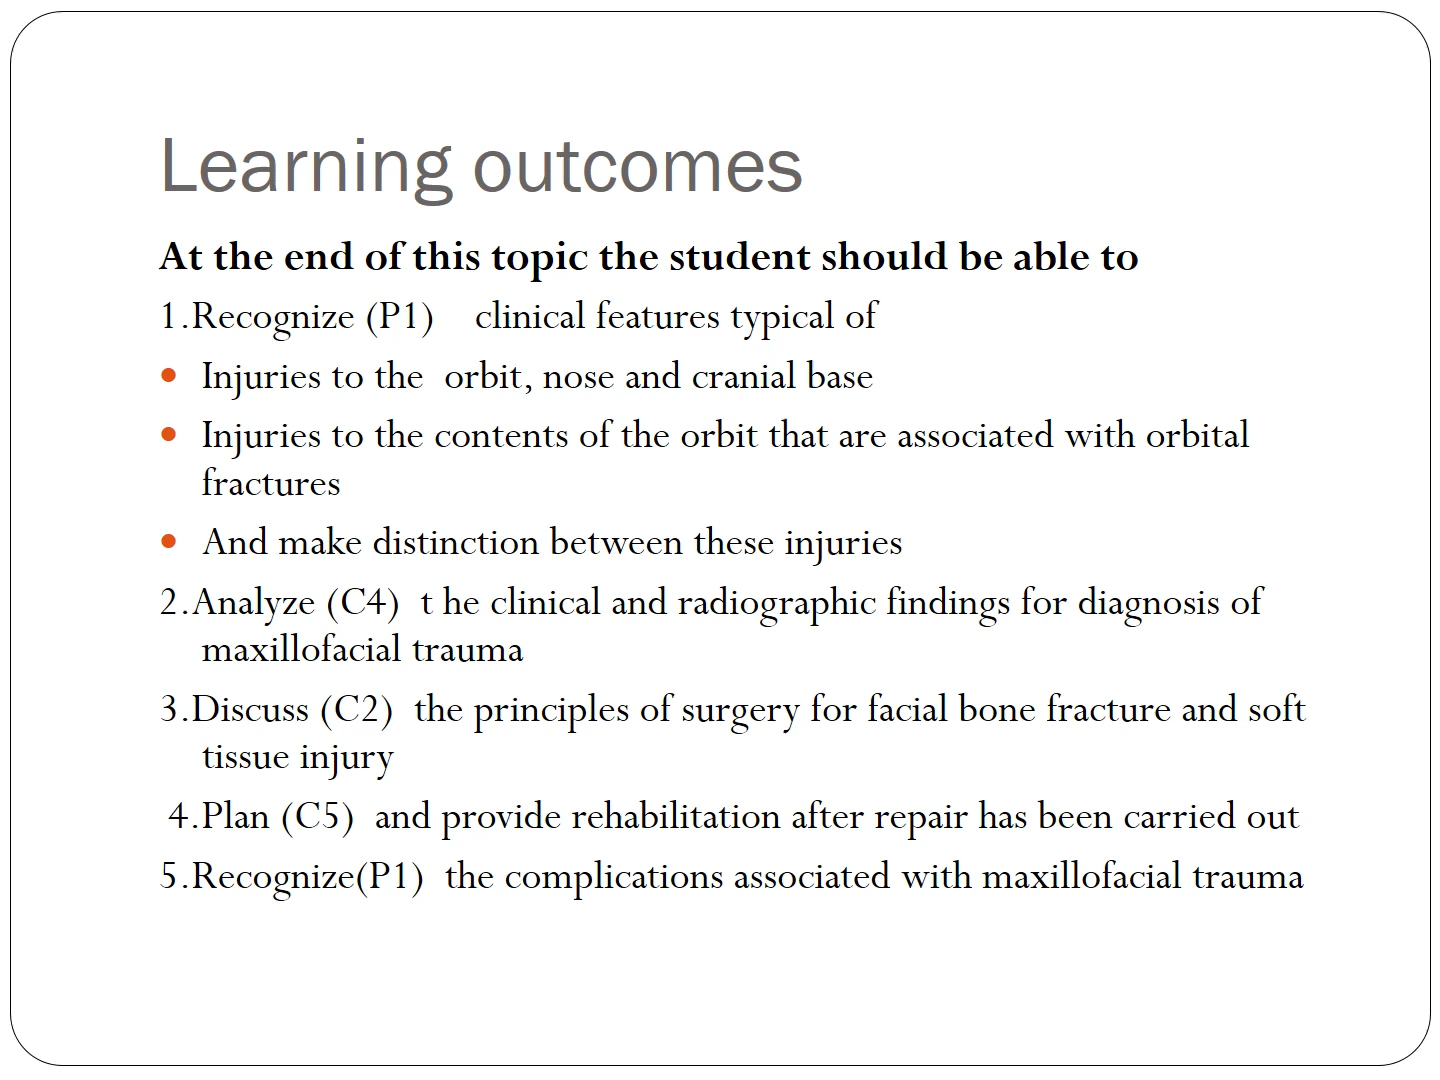 Learning outcomes
At the end of this topic the student should be able to
1.Recognize (P1)    clinical features typical of
• Injuries to the  orbit, nose and cranial base
• Injuries to the contents of the orbit that are associated with orbital
fractures
• And make distinction between these injuries
2.Analyze (C4)  t he clinical and radiographic findings for diagnosis of
maxillofacial trauma
3.Discuss (C2)  the principles of surgery for facial bone fracture and soft
tissue injury
4.Plan (C5)  and provide rehabilitation after repair has been carried out
5.Recognize(P1)  the complications associated with maxillofacial trauma